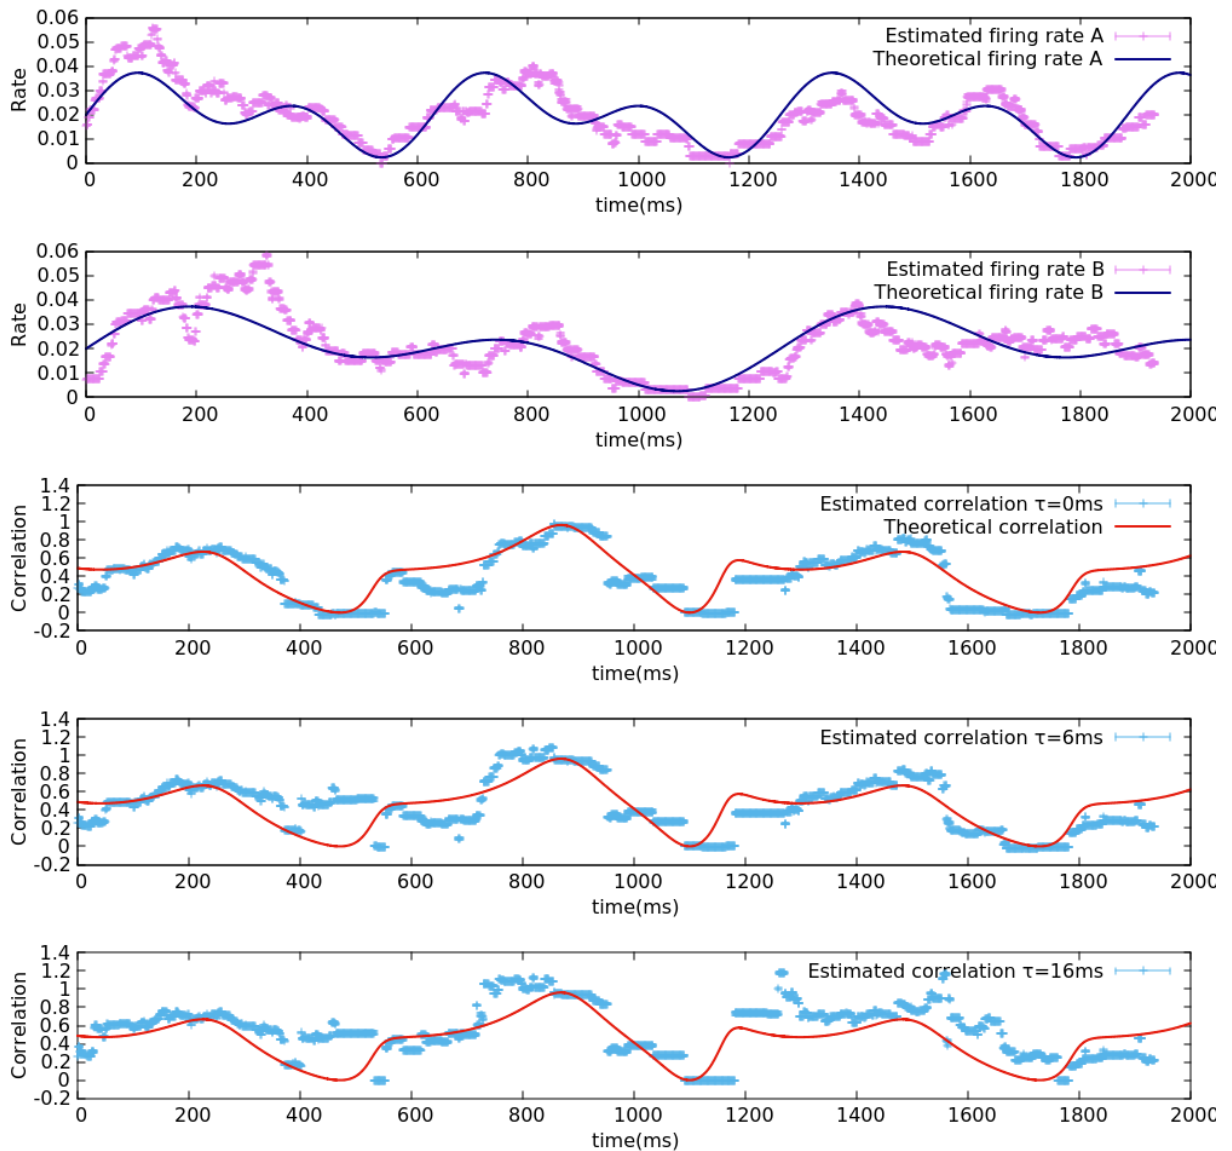 0.06
Estimated firing rate A
0.05
Theoretical firing rate A
0.04
Rate
0.03
0.02
0.01
0
0 200 400 600 800 1000 1200 1400 1600 1800 2000
time(ms)
0.06
Estimated firing rate B
0.05
Theoretical firing rate B
0.04
Rate
0.03
0.02
0.01
0
0 200 400 600 800 1000 1200 1400 1600 1800 2000
time(ms)
1.4
Estimated correlation τ=0ms
1.2
Theoretical correlation
1
Correlation
0.8
0.6
0.4
0.2
0
-0.2
0 200 400 600 800 1000 1200 1400 1600 1800 2000
time(ms)
1.4
Estimated correlation τ=6ms
1.2
1
Correlation
0.8
0.6
0.4
0.2
0
-0.2
0 200 400 600 800 1000 1200 1400 1600 1800 2000
time(ms)
1.4
Estimated correlation τ=16ms
1.2
1
Correlation
0.8
0.6
0.4
0.2
0
-0.2
0 200 400 600 800 1000 1200 1400 1600 1800 2000
time(ms)